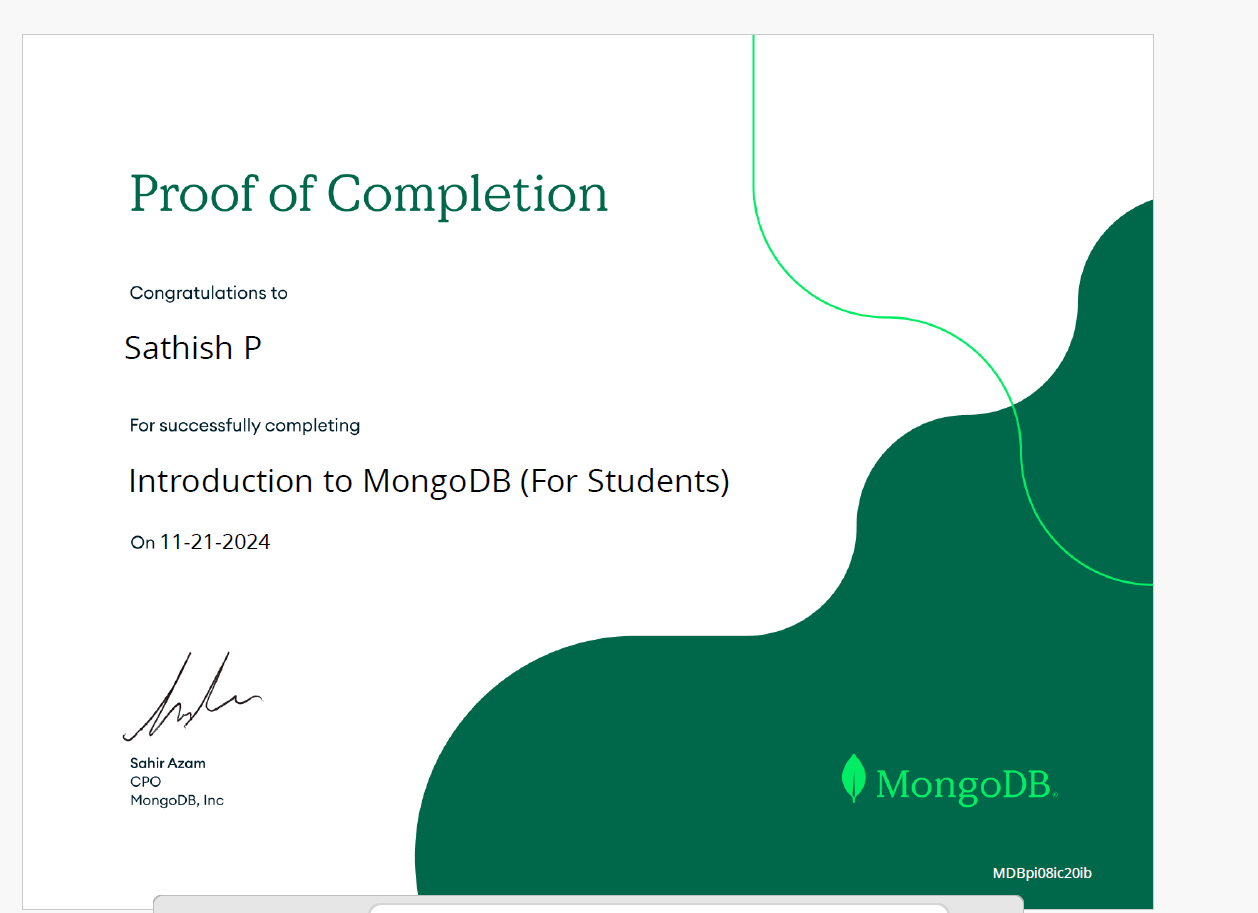 Proof of Completion
Congratulations to
Sathish P
For successfully completing
Introduction to MongoDB (For Students)
On 11-21-2024
Sahir Azam
CPO
MongoDB, Inc
MongoDB®
MDBpi08ic20ib